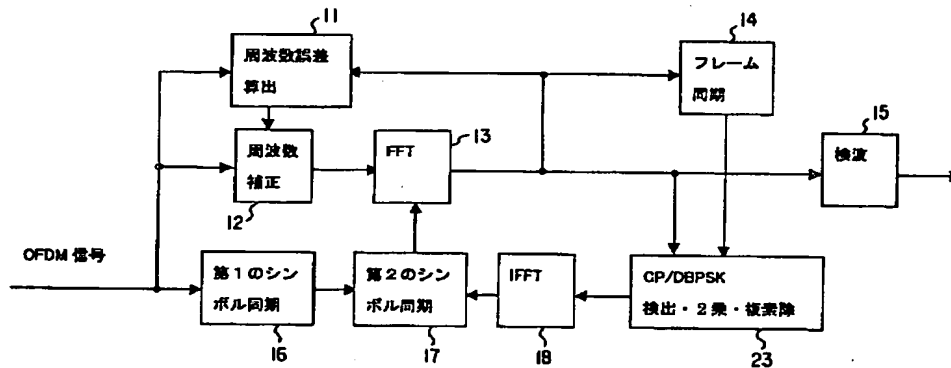 11
周波数誤差
算出
14
フレーム
同期
15
検波
周波数
補正
12
IFFT
13
OFDM 信号
第1のシン
ボル同期
16
第2のシン
ボル同期
17
IFFT
18
CP/DBPSK
検出・2乗・複素除
23